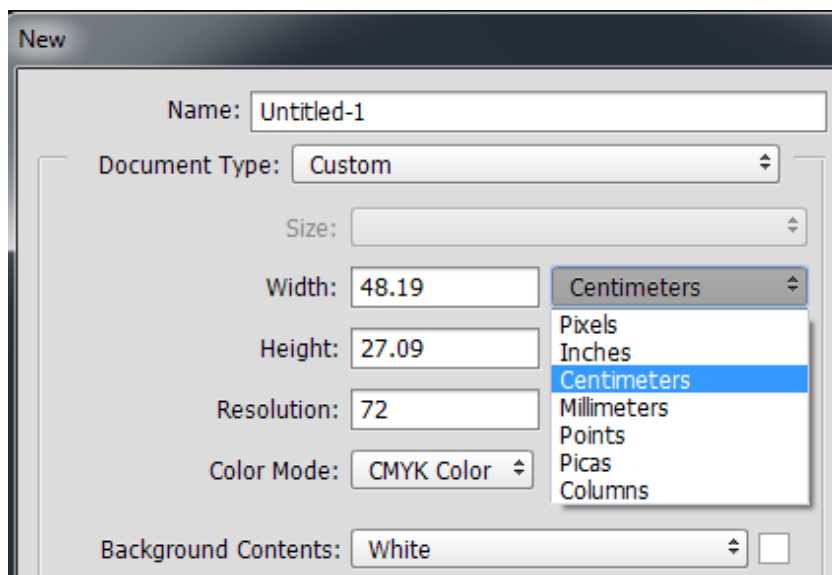 New
Name: Untitled-1
Document Type: Custom
Size:
Width: 48.19 Centimeters
Pixels
Inches
Height: 27.09
Centimeters
Millimeters
Resolution: 72
Points
Picas
Color Mode: CMYK Color
Columns
Background Contents: White